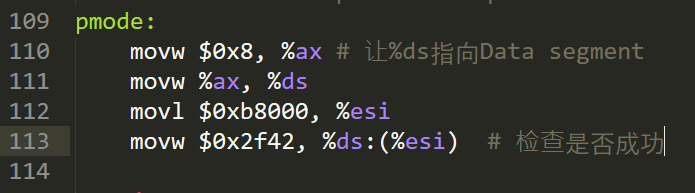 109 pmode:
110     movw $0x8, %ax # 让%ds指向Data segment
111     movw %ax, %ds
112     movl $0xb8000, %esi
113     movw $0x2f42, %ds:(%esi)  # 检查是否成功
114